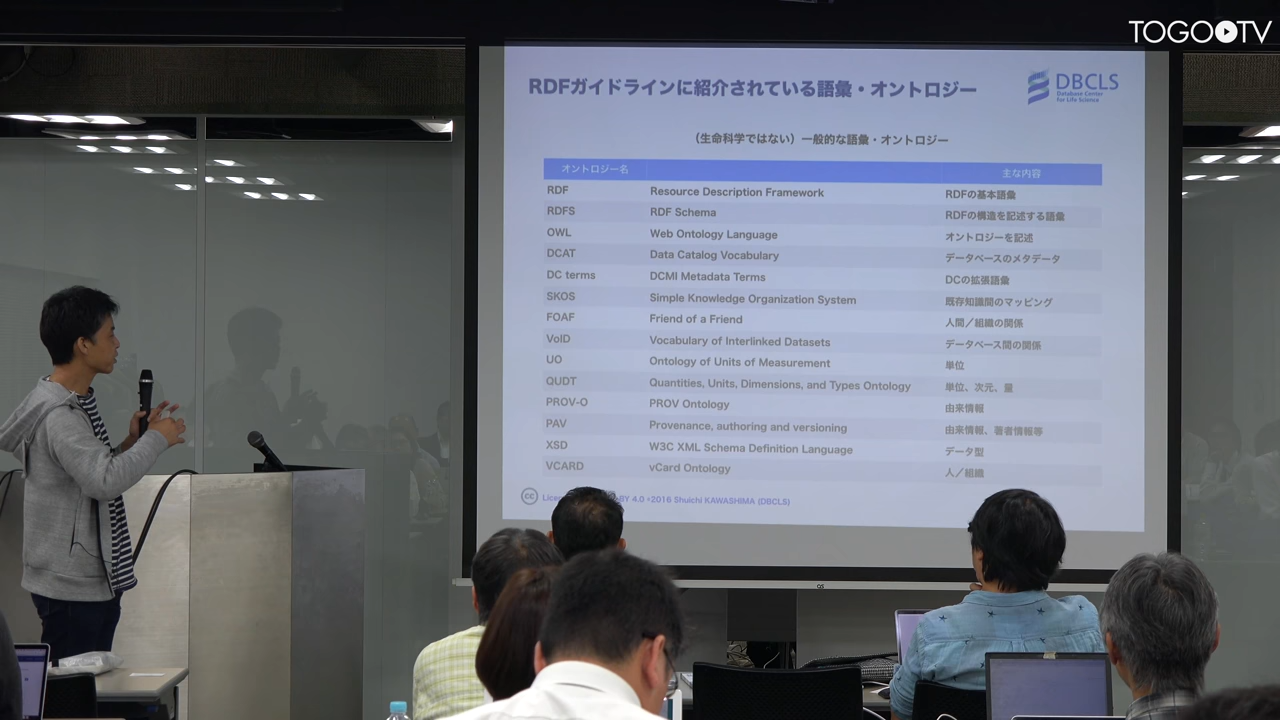 TOGO TV
RDFガイドラインに紹介されている語彙・オントロジー
DBCLS
Database Center
for Life Science
（生命科学ではない）一般的な語彙・オントロジー
オントロジー名 主な内容
RDF Resource Description Framework RDFの基本語彙
RDFS RDF Schema RDFの構造を記述する語彙
OWL Web Ontology Language オントロジーを記述
DCAT Data Catalog Vocabulary データベースのメタデータ
DC terms DCMI Metadata Terms DCの拡張語彙
SKOS Simple Knowledge Organization System 既存知識間のマッピング
FOAF Friend of a Friend 人間／組織の関係
VoID Vocabulary of Interlinked Datasets データベース間の関係
UO Ontology of Units of Measurement 単位
QUDT Quantities, Units, Dimensions, and Types Ontology 単位、次元、量
PROV-O PROV Ontology 由来情報
PAV Provenance, authoring and versioning 由来情報、著者情報等
XSD W3C XML Schema Definition Language データ型
VCARD vCard Ontology 人／組織
cc 4.0 ©2016 Shuichi KAWASHIMA (DBCLS)